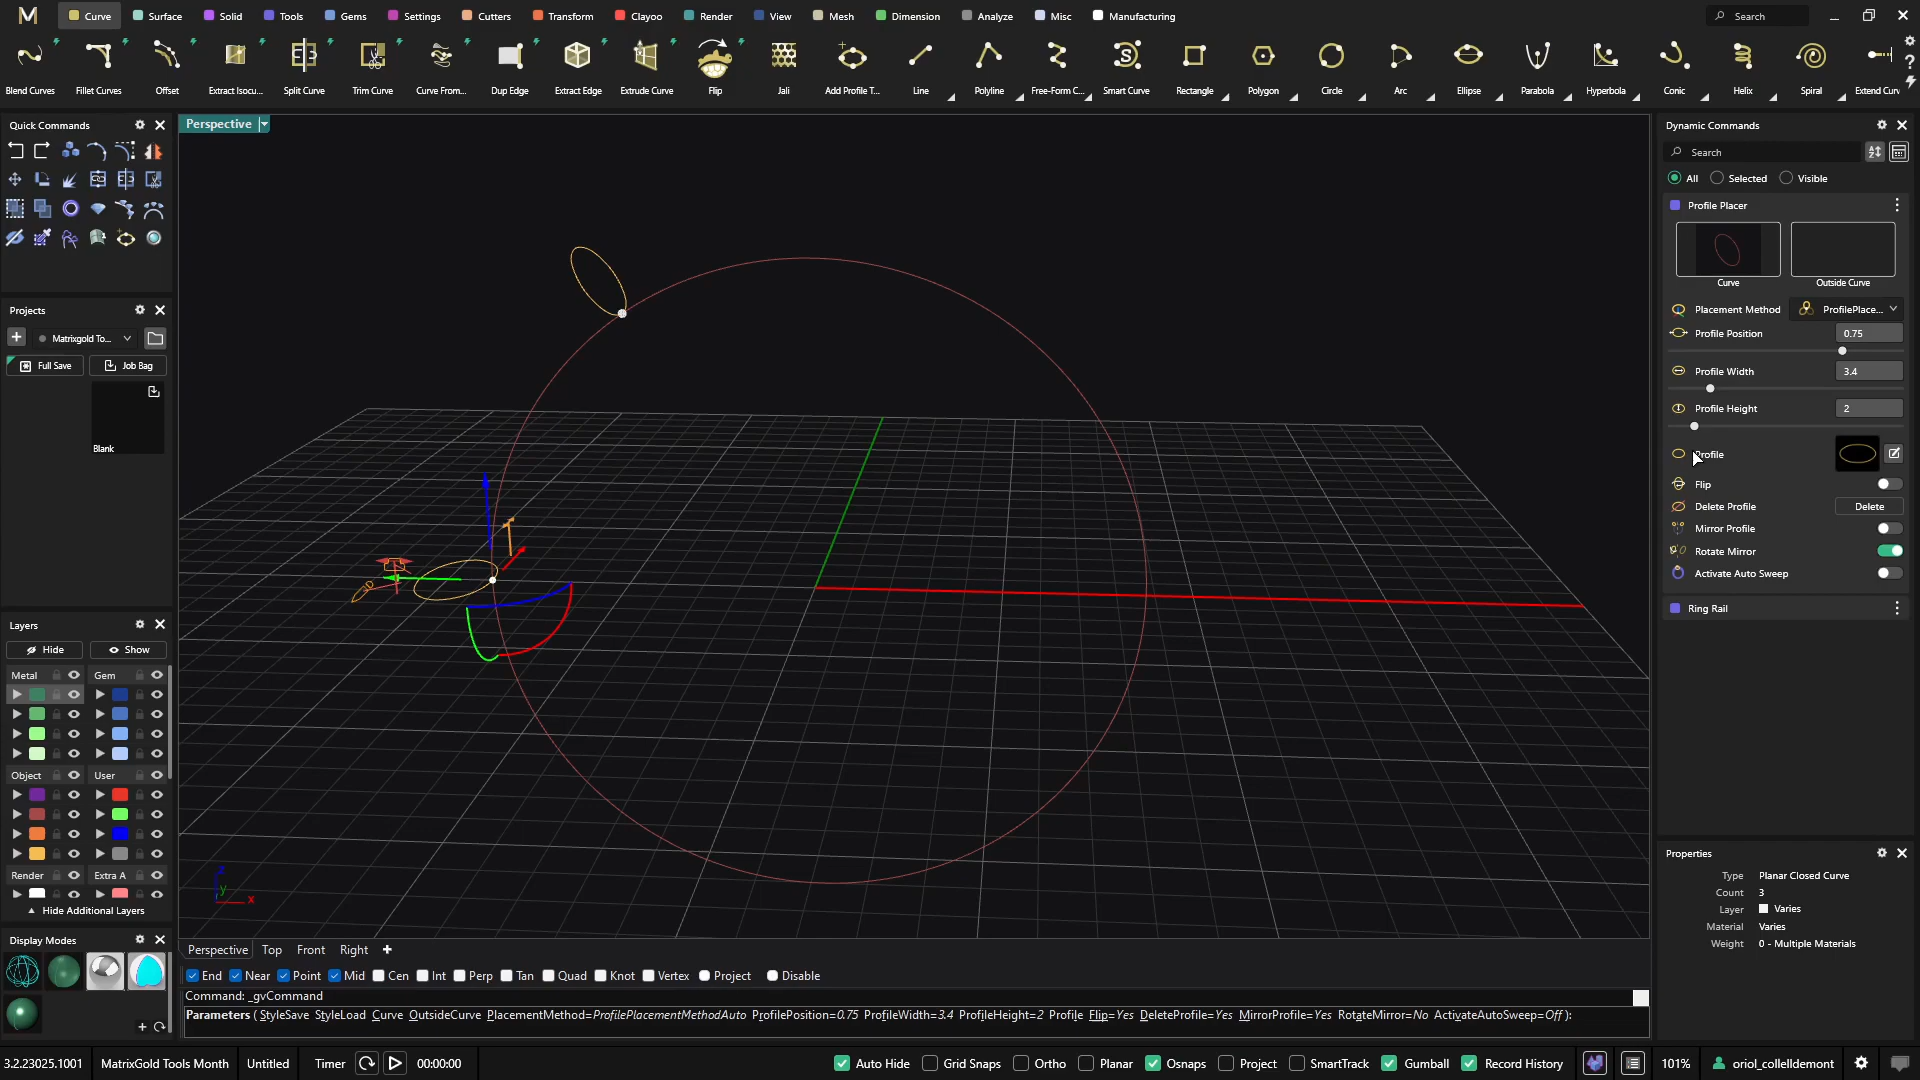 Curve Surface Solid Tools Gems Settings Cutters Transform Clayoo Render View Mesh Dimension Analyze Misc Manufacturing Search
Blend Curves Fillet Curves Offset Extract Isocu... Split Curve Trim Curve Curve From... Dup Edge Extract Edge Extrude Curve Flip Jali Add Profile T... Line Polyline Free-Form C... Smart Curve Rectangle Polygon Circle Arc Ellipse Parabola Hyperbola Conic Helix Spiral Extend Curv
Quick Commands
Projects
Matrixgold To...
Full Save Job Bag
Blank
Layers
Hide Show
Metal Gem
Object User
Render Extra A
Hide Additional Layers
Display Modes
Perspective
z
y
x
Perspective Top Front Right
End Near Point Mid Cen Int Perp Tan Quad Knot Vertex Project Disable
Command: _gvCommand
Parameters ( StyleSave StyleLoad Curve OutsideCurve PlacementMethod=ProfilePlacementMethodAuto ProfilePosition=0.75 ProfileWidth=3.4 ProfileHeight=2 Profile Flip=Yes DeleteProfile=Yes MirrorProfile=Yes RotateMirror=No ActivateAutoSweep=Off ):
Dynamic Commands
Search
All Selected Visible
Profile Placer
Curve Outside Curve
Placement Method ProfilePlace...
Profile Position 0.75
Profile Width 3.4
Profile Height 2
Profile
Flip
Delete Profile Delete
Mirror Profile
Rotate Mirror
Activate Auto Sweep
Ring Rail
Properties
Type Planar Closed Curve
Count 3
Layer Varies
Material Varies
Weight 0 - Multiple Materials
3.2.23025.1001 MatrixGold Tools Month Untitled Timer 00:00:00 Auto Hide Grid Snaps Ortho Planar Osnaps Project SmartTrack Gumball Record History 101% oriol_collelldemont